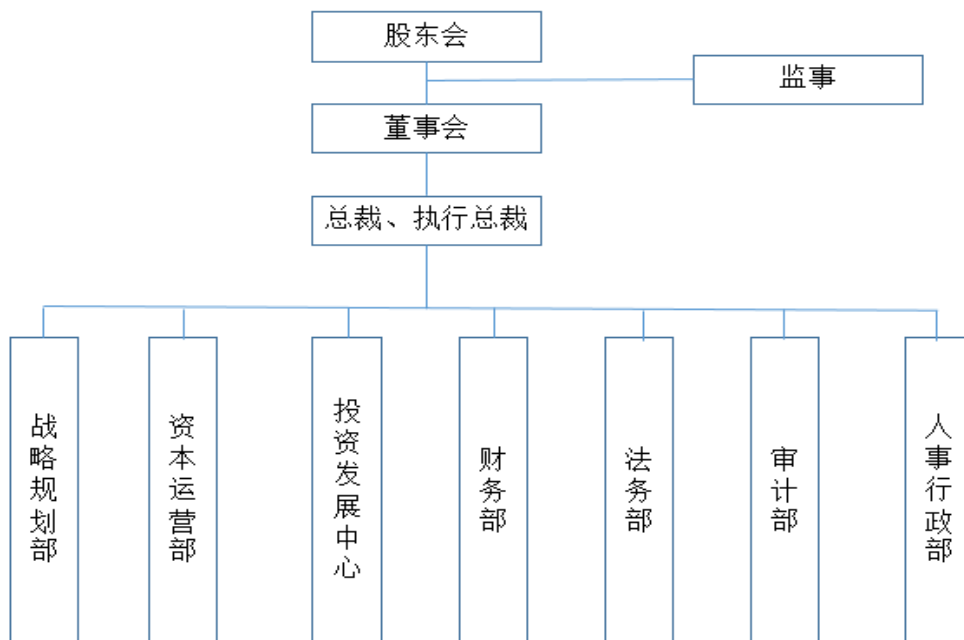 股东会
监事
董事会
总裁、执行总裁
战略规划部
资本运营部
投资发展中心
财务部
法务部
审计部
人事行政部